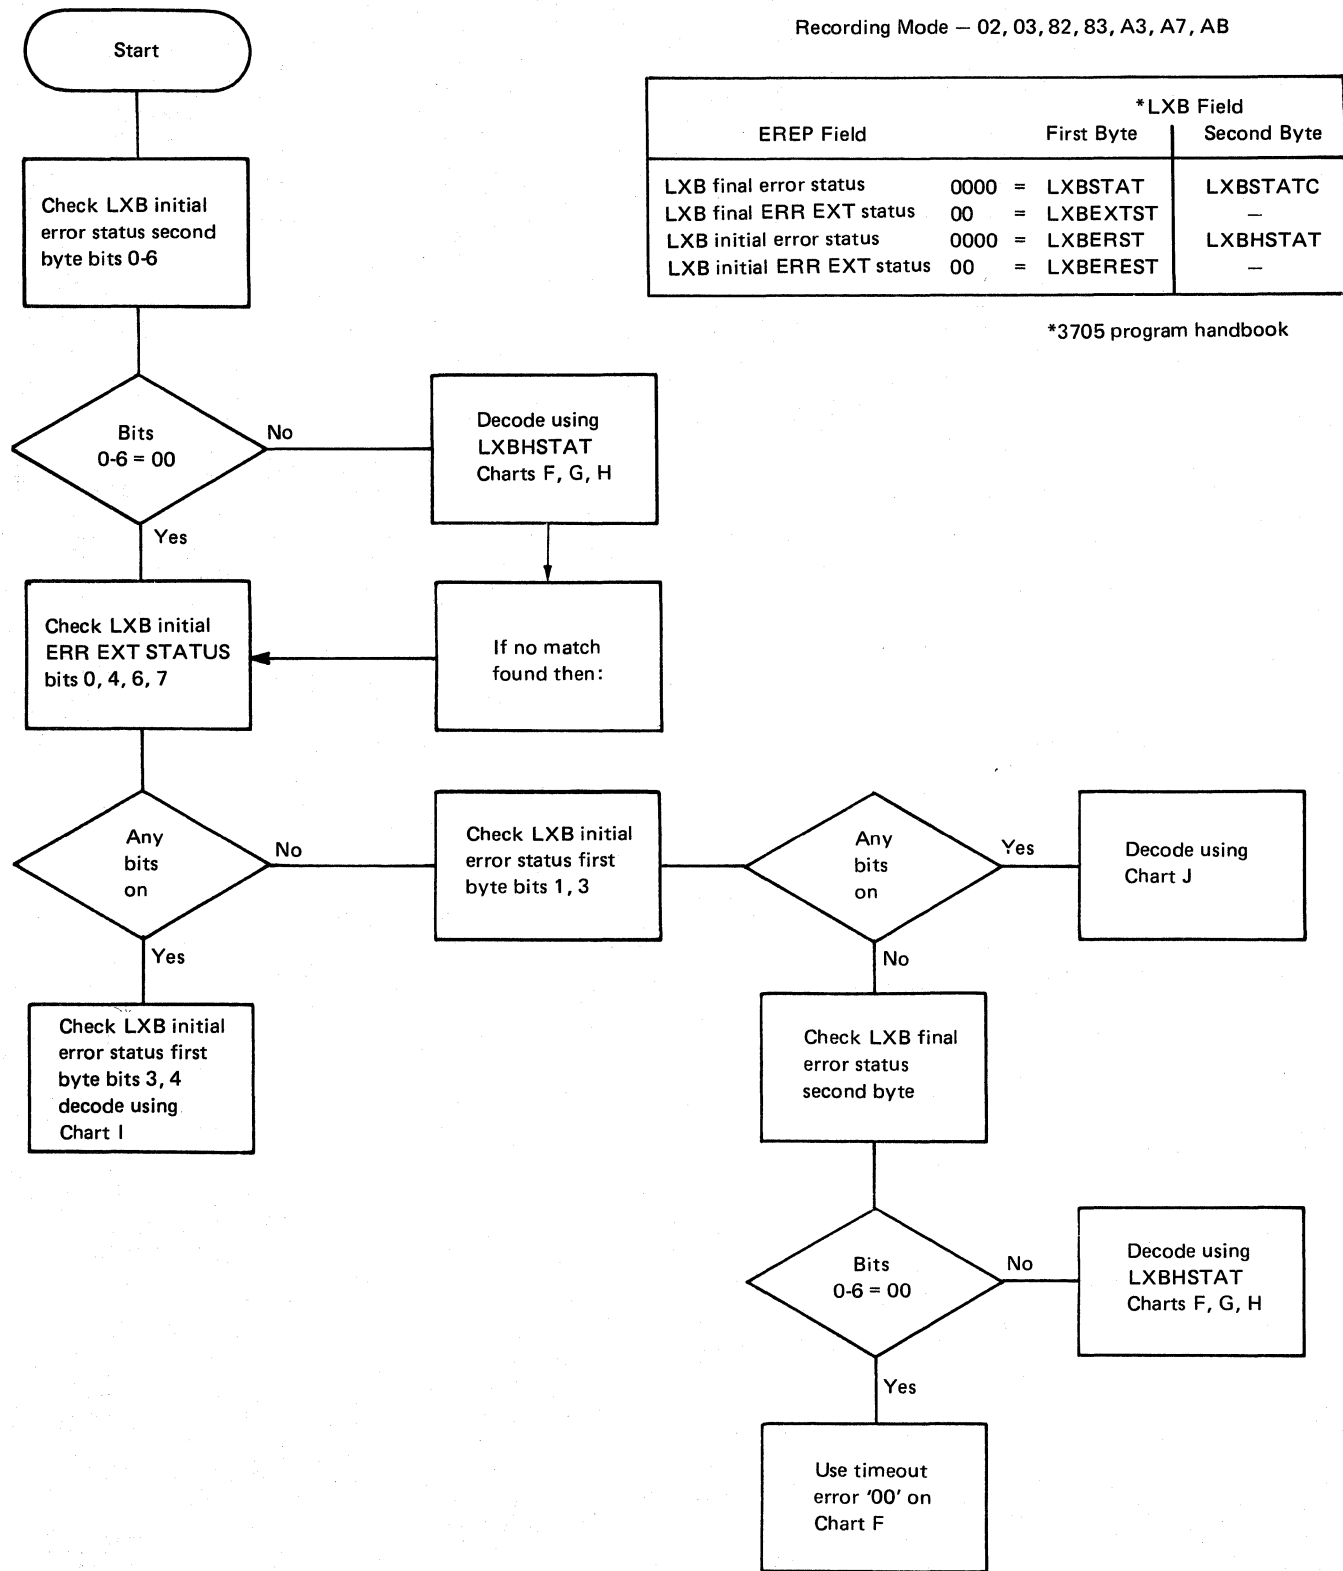 Start
Recording Mode — 02, 03, 82, 83, A3, A7, AB
*LXB Field
EREP Field First Byte Second Byte
LXB final error status 0000 = LXBSTAT LXBSTATC
LXB final ERR EXT status 00 = LXBEXTST —
LXB initial error status 0000 = LXBERST LXBHSTAT
LXB initial ERR EXT status 00 = LXBEREST —
*3705 program handbook
Check LXB initial
error status second
byte bits 0-6
Bits
0-6 = 00
No
Decode using
LXBHSTAT
Charts F, G, H
Yes
Check LXB initial
ERR EXT STATUS
bits 0, 4, 6, 7
If no match
found then:
Any
bits
on
No
Check LXB initial
error status first
byte bits 1, 3
Any
bits
on
Yes
Decode using
Chart J
Yes
Check LXB initial
error status first
byte bits 3, 4
decode using
Chart I
No
Check LXB final
error status
second byte
Bits
0-6 = 00
No
Decode using
LXBHSTAT
Charts F, G, H
Yes
Use timeout
error '00' on
Chart F